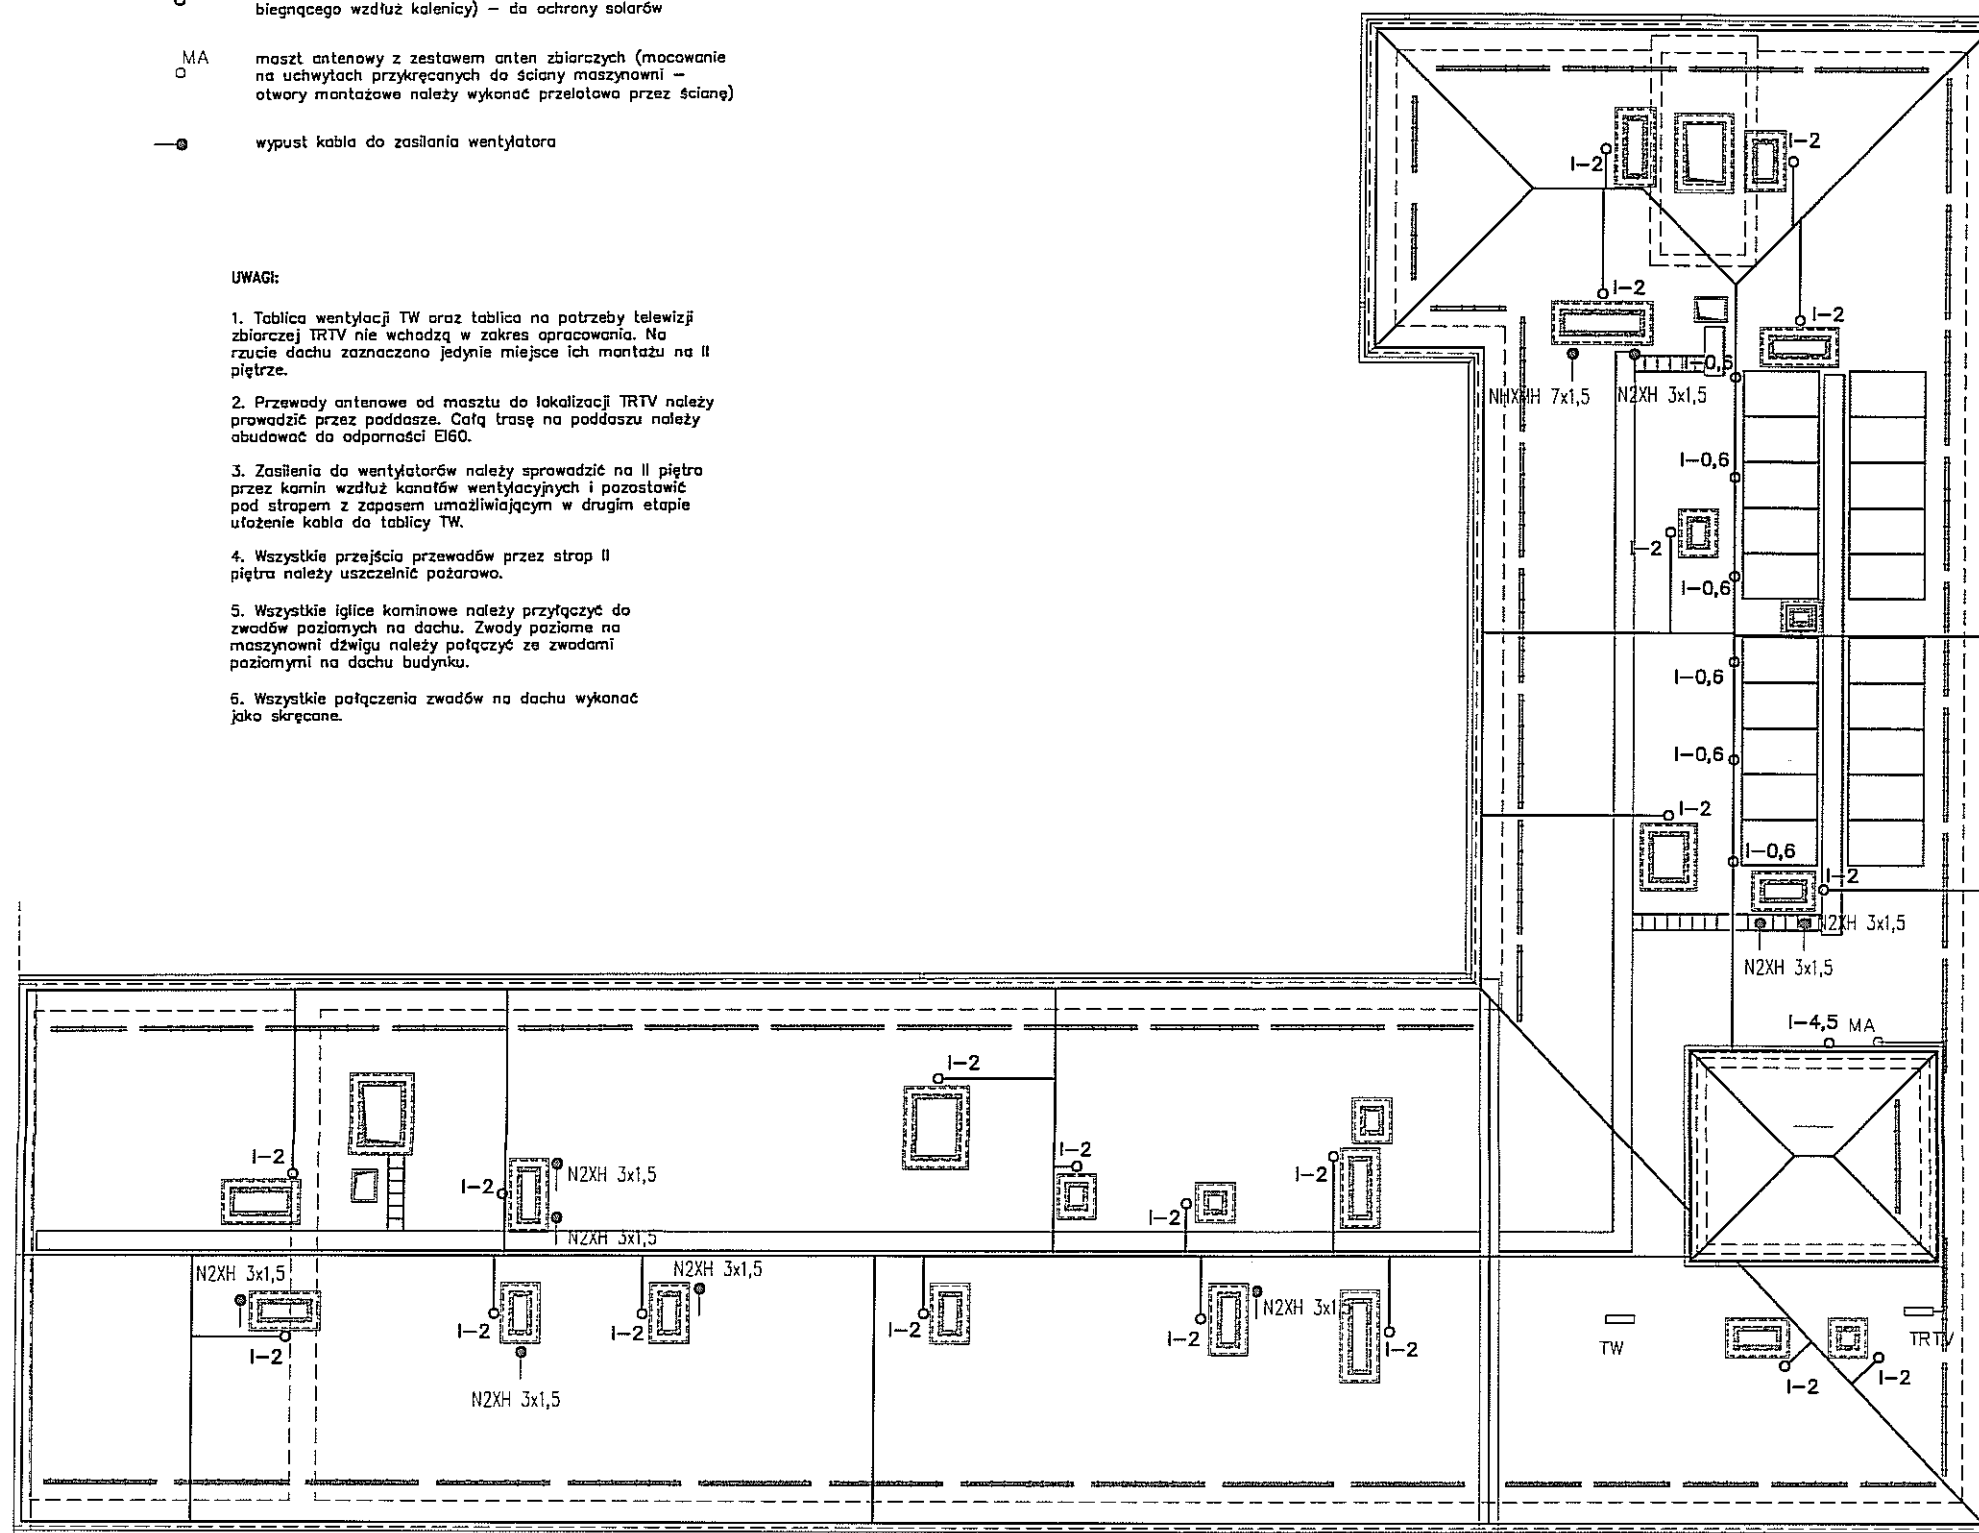 biegnącego wzdłuż kalenicy) – do ochrony solarów
MA
maszt antenowy z zestawem anten zbiorczych (mocowanie
na uchwytach przykręcanych do ściany maszynowni –
otwory montażowe należy wykonać przelotowo przez ścianę)
wypust kabla do zasilania wentylatora
UWAGI:
1. Tablica wentylacji TW oraz tablica na potrzeby telewizji
zbiorczej TRTV nie wchodzą w zakres opracowania. Na
rzucie dachu zaznaczono jedynie miejsce ich montażu na II
piętrze.
2. Przewody antenowe od masztu do lokalizacji TRTV należy
prowadzić przez poddasze. Całą trasę na poddaszu należy
obudować do odporności EI60.
3. Zasilenia do wentylatorów należy sprowadzić na II piętro
przez komin wzdłuż kanałów wentylacyjnych i pozostawić
pod stropem z zapasem umożliwiającym w drugim etapie
ułożenie kabla do tablicy TW.
4. Wszystkie przejścia przewodów przez strop II
piętra należy uszczelnić pożarowo.
5. Wszystkie iglice kominowe należy przyłączyć do
zwodów poziomych na dachu. Zwody poziome na
maszynowni dźwigu należy połączyć ze zwodami
poziomymi na dachu budynku.
6. Wszystkie połączenia zwodów na dachu wykonać
jako skręcane.
I-2
I-2
I-2
I-2
I-0,6
NHXMH 7x1,5
N2XH 3x1,5
I-0,6
I-2
I-0,6
I-0,6
I-0,6
I-2
I-0,6
I-2
N2XH 3x1,5
N2XH 3x1,5
I-4,5
MA
I-2
I-2
I-2
N2XH 3x1,5
I-2
I-2
I-2
N2XH 3x1,5
N2XH 3x1,5
N2XH 3x1,5
N2XH 3x1,5
I-2
I-2
I-2
I-2
I-2
I-2
TW
TRTV
I-2
I-2
N2XH 3x1,5